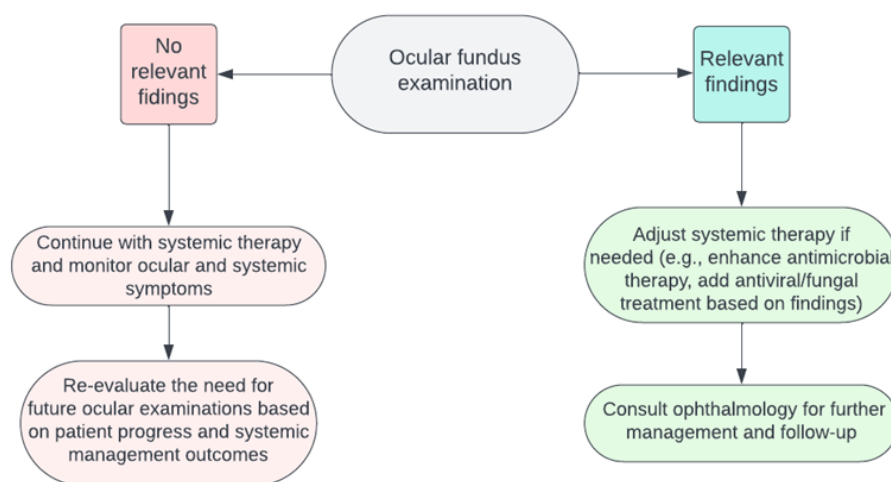 Ocular fundus
examination
No
relevant
fidings
Relevant
findings
Continue with systemic therapy
and monitor ocular and systemic
symptoms
Adjust systemic therapy if
needed (e.g., enhance antimicrobial
therapy, add antiviral/fungal
treatment based on findings)
Re-evaluate the need for
future ocular examinations based
on patient progress and systemic
management outcomes
Consult ophthalmology for further
management and follow-up